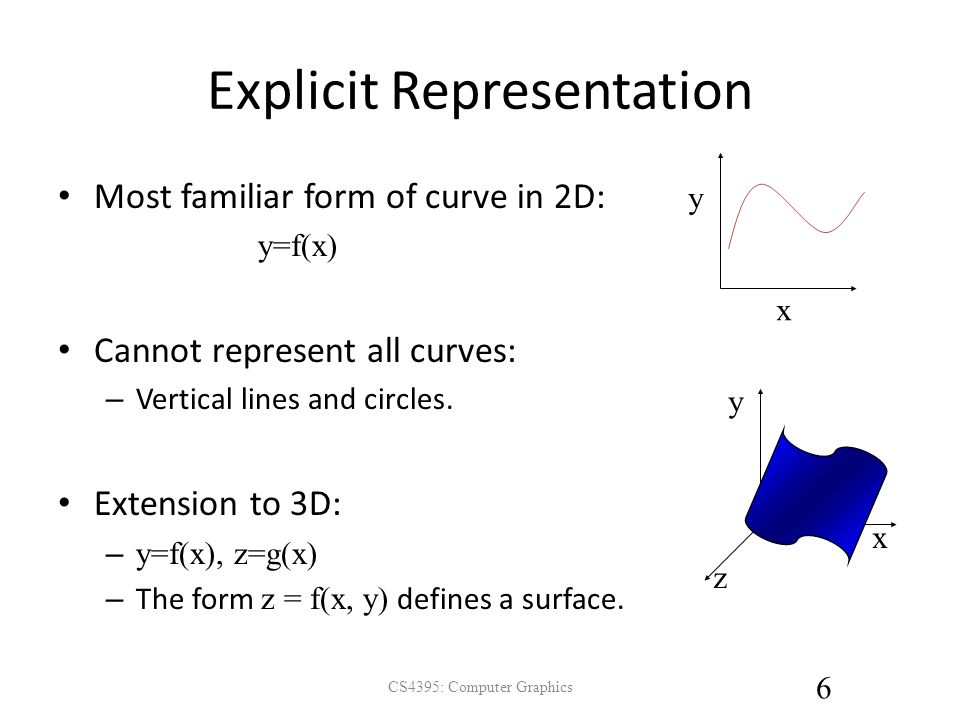 Explicit Representation
• Most familiar form of curve in 2D:
y=f(x)
• Cannot represent all curves:
– Vertical lines and circles.
• Extension to 3D:
– y=f(x), z=g(x)
– The form z = f(x, y) defines a surface.
y
x
y
x
z
CS4395: Computer Graphics
6